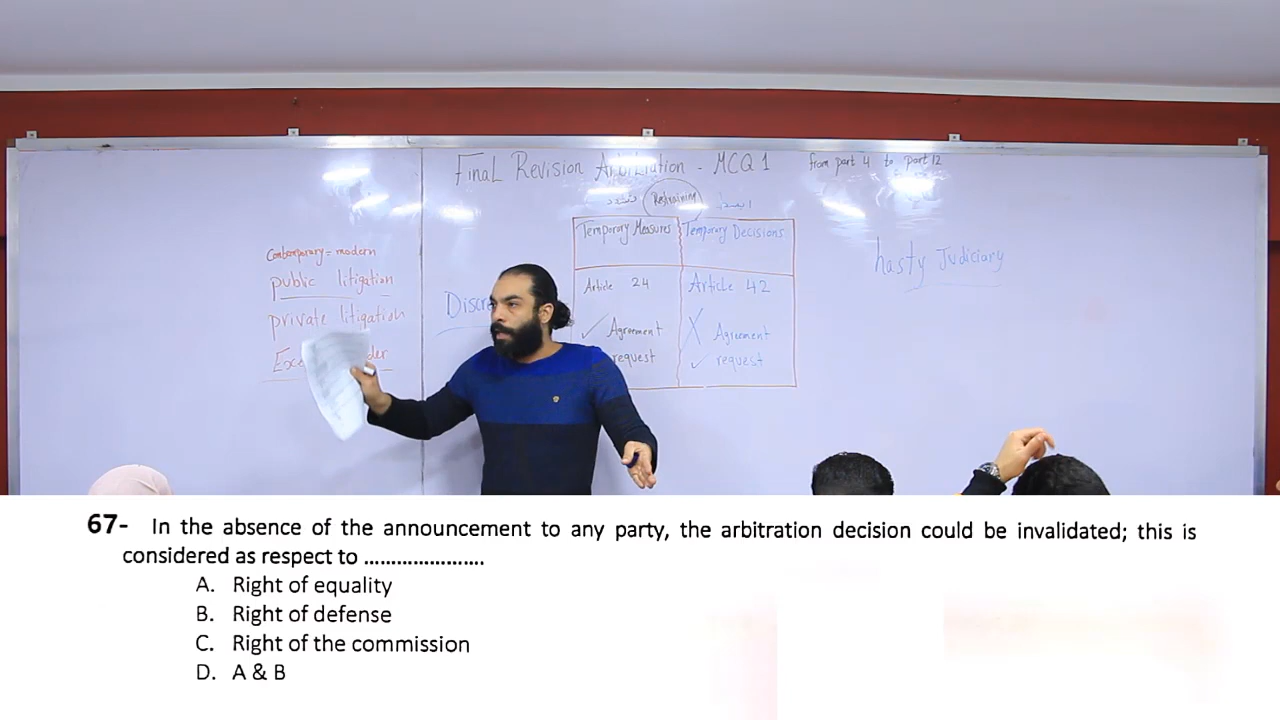 Final Revision Arbitration - MCQ 1
from part 4 to part 12
Restraining
Temporary Measures
Temporary Decisions
Contemporary = modern
public litigation
private litigation
hasty Judiciary
Article 24
Article 42
✓ Agreement
request
X Agreement
✓ request
67- In the absence of the announcement to any party, the arbitration decision could be invalidated; this is
considered as respect to ......................
A. Right of equality
B. Right of defense
C. Right of the commission
D. A & B